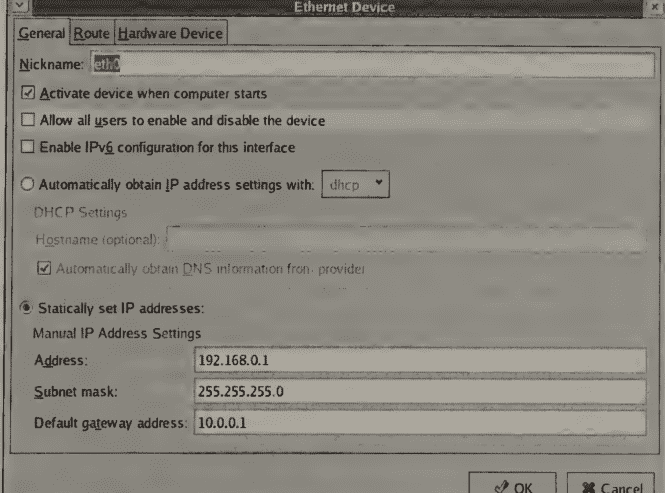 Ethernet Device
General Route Hardware Device
Nickname: eth0
Activate device when computer starts
Allow all users to enable and disable the device
Enable IPv6 configuration for this interface
Automatically obtain IP address settings with: dhcp
DHCP Settings
Hostname (optional):
Automatically obtain DNS information from provider
Statically set IP addresses:
Manual IP Address Settings
Address: 192.168.0.1
Subnet mask: 255.255.255.0
Default gateway address: 10.0.0.1
OK Cancel